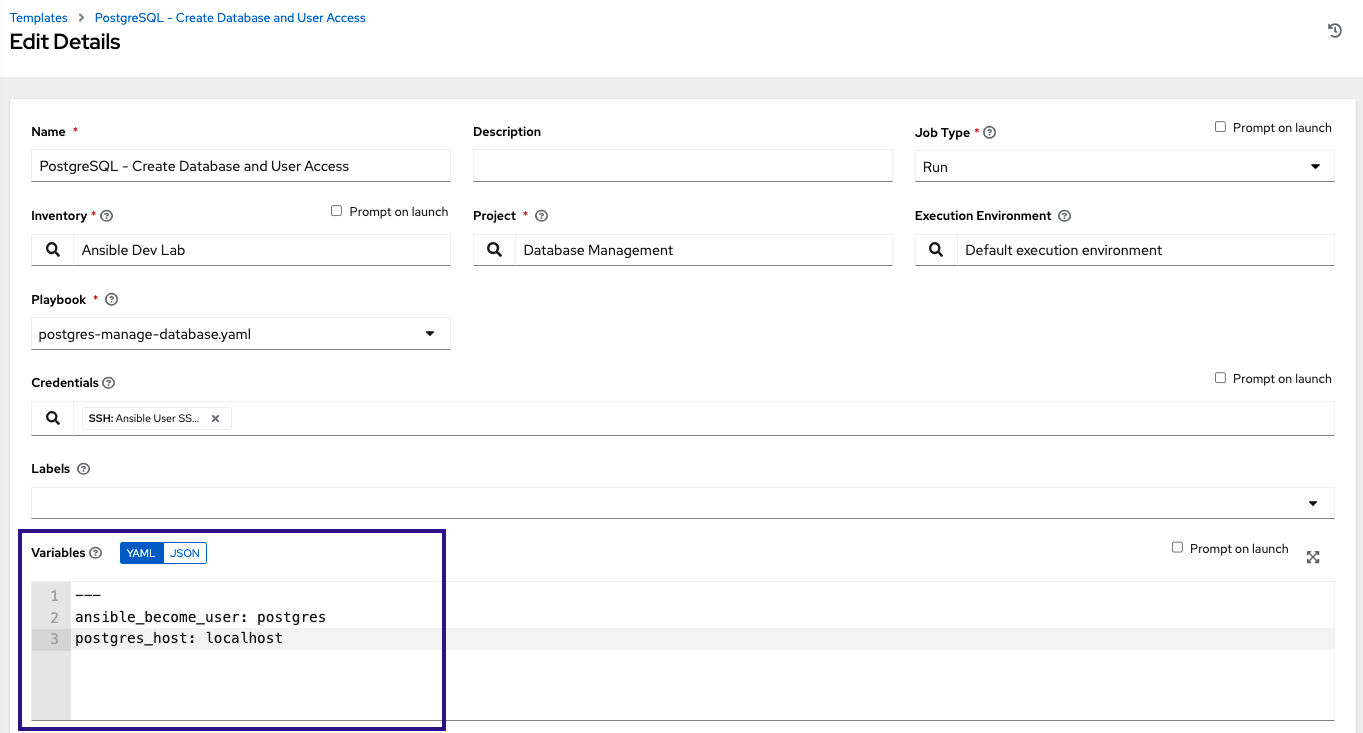 Templates > PostgreSQL - Create Database and User Access
Edit Details
Name *
Description
Job Type *
Prompt on launch
PostgreSQL - Create Database and User Access
Run
Inventory *
Prompt on launch
Project *
Execution Environment
Ansible Dev Lab
Database Management
Default execution environment
Playbook *
postgres-manage-database.yaml
Credentials
Prompt on launch
SSH: Ansible User SS...
Labels
Variables
YAML JSON
Prompt on launch
1 ---
2 ansible_become_user: postgres
3 postgres_host: localhost